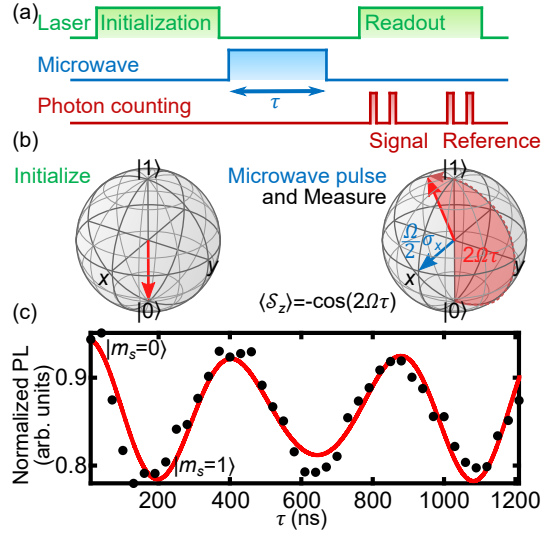 (a)
Laser Initialization Readout
Microwave
τ
Photon counting
Signal Reference
(b)
Initialize |1⟩ Microwave pulse |1⟩
and Measure
Ω/2 σx
2Ωτ
x y x y
|0⟩ |0⟩
⟨𝒮z⟩=-cos(2Ωτ)
(c)
|ms=0⟩
|ms=1⟩
Normalized PL
(arb. units)
0.9
0.8
200 400 600 800 1000 1200
τ (ns)